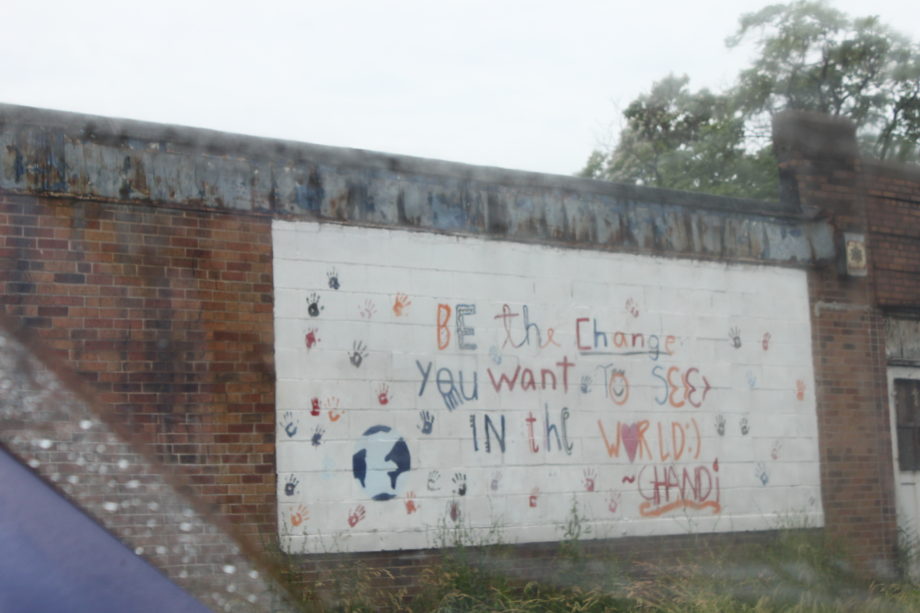 BE the Change
YOU want TO SEE
IN the WORLD:)
~GHANDi